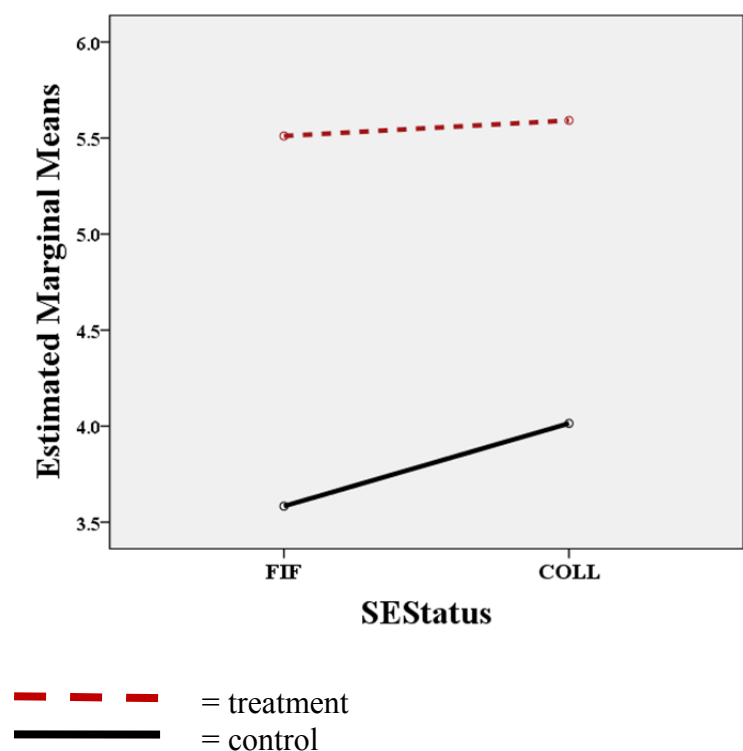 Estimated Marginal Means
6.0
5.5
5.0
4.5
4.0
3.5
FIF COLL
SEStatus
= treatment
= control